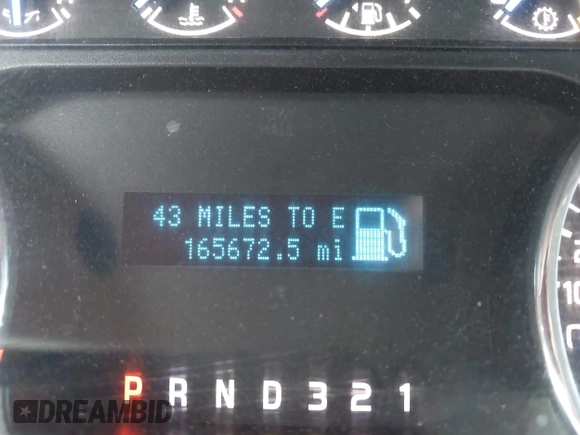 43 MILES TO E
165672.5 mi
P R N D 3 2 1
DREAMBID